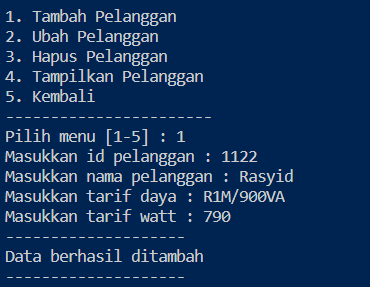 1. Tambah Pelanggan
2. Ubah Pelanggan
3. Hapus Pelanggan
4. Tampilkan Pelanggan
5. Kembali
-----------------------
Pilih menu [1-5] : 1
Masukkan id pelanggan : 1122
Masukkan nama pelanggan : Rasyid
Masukkan tarif daya : R1M/900VA
Masukkan tarif watt : 790
--------------------
Data berhasil ditambah
--------------------